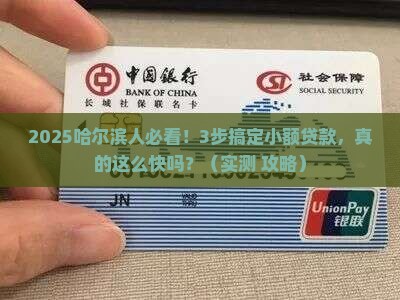 中国银行
BANK OF CHINA
社会保障
SOCIAL SECURITY
长城 社保联名卡
2025哈尔滨人必看！3步搞定小额贷款，真
的这么快吗？（实测 攻略）
JN
UnionPay
银联